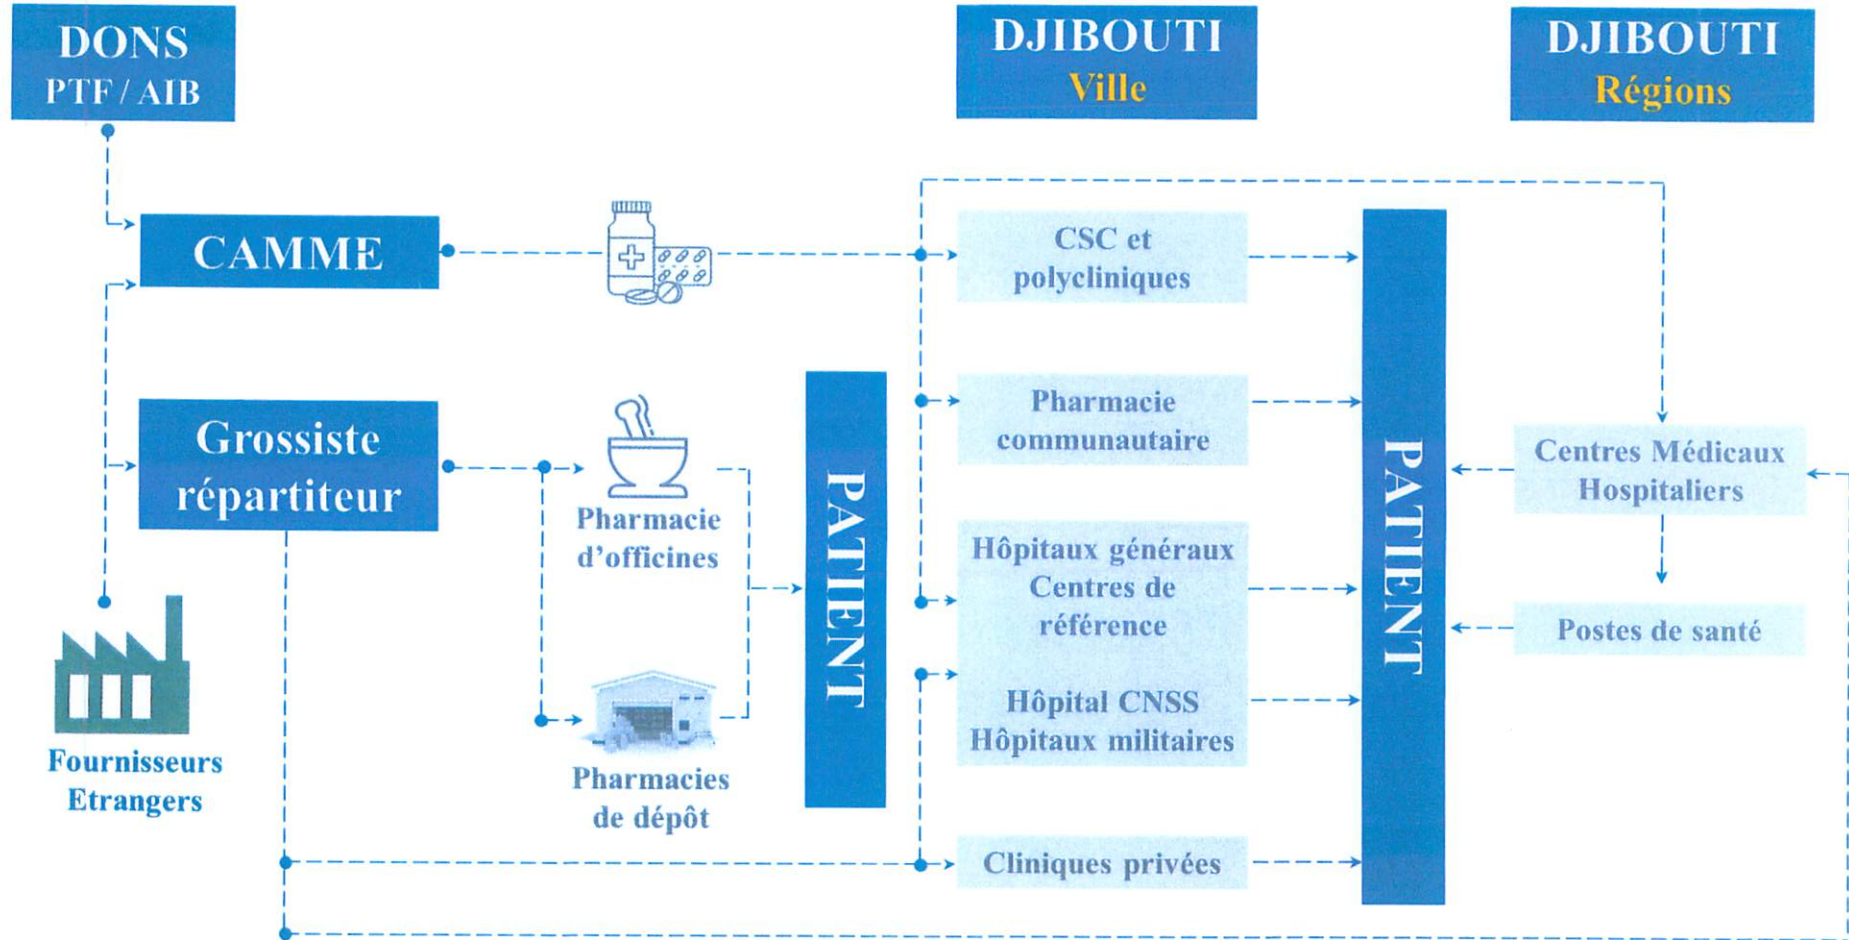 DONS
PTF / AIB
DJIBOUTI
Ville
DJIBOUTI
Régions
CAMME
CSC et
polycliniques
Grossiste
répartiteur
Pharmacie
d'officines
Pharmacies
de dépôt
PATIENT
Pharmacie
communautaire
Hôpitaux généraux
Centres de
référence
Hôpital CNSS
Hôpitaux militaires
Cliniques privées
PATIENT
Centres Médicaux
Hospitaliers
Postes de santé
Fournisseurs
Etrangers